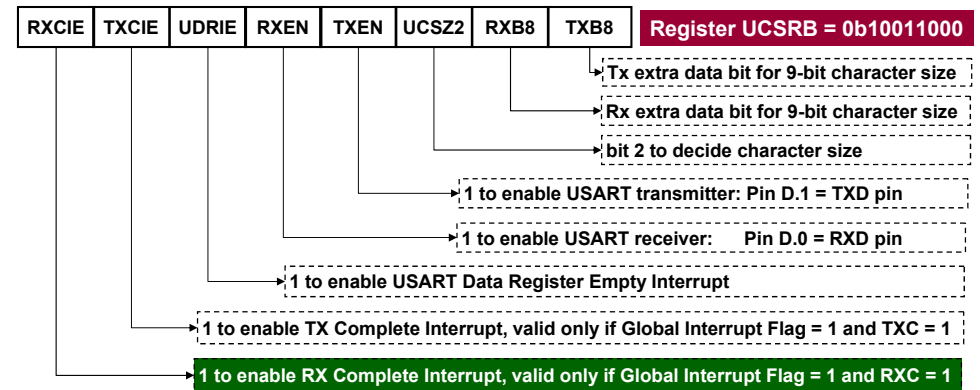 RXCIE TXCIE UDRIE RXEN TXEN UCSZ2 RXB8 TXB8 Register UCSRB = 0b10011000
Tx extra data bit for 9-bit character size
Rx extra data bit for 9-bit character size
bit 2 to decide character size
1 to enable USART transmitter: Pin D.1 = TXD pin
1 to enable USART receiver: Pin D.0 = RXD pin
1 to enable USART Data Register Empty Interrupt
1 to enable TX Complete Interrupt, valid only if Global Interrupt Flag = 1 and TXC = 1
1 to enable RX Complete Interrupt, valid only if Global Interrupt Flag = 1 and RXC = 1